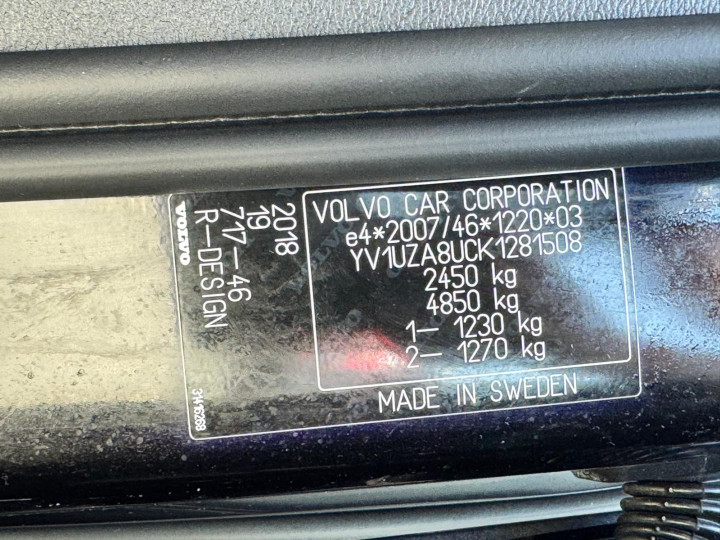 VOLVO CAR CORPORATION
e4*2007/46*1220*03
YV1UZA8UCK1281508
2450 kg
4850 kg
1- 1230 kg
2- 1270 kg
MADE IN SWEDEN
2018
19
717-46
R-DESIGN
VOLVO
31416268